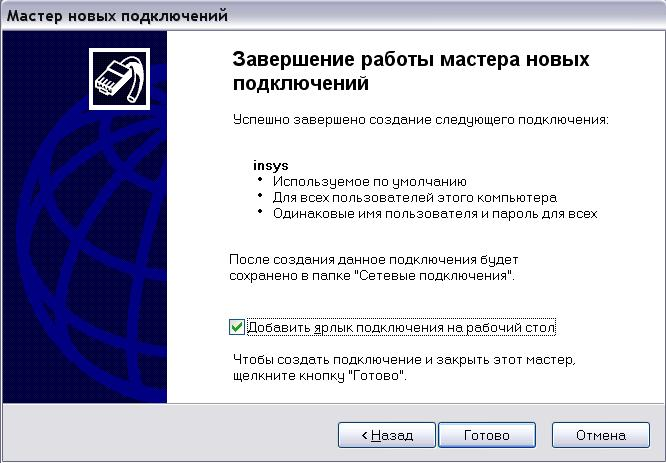 Мастер новых подключений
Завершение работы мастера новых
подключений
Успешно завершено создание следующего подключения:
insys
• Используемое по умолчанию
• Для всех пользователей этого компьютера
• Одинаковые имя пользователя и пароль для всех
После создания данное подключения будет
сохранено в папке "Сетевые подключения".
Добавить ярлык подключения на рабочий стол
Чтобы создать подключение и закрыть этот мастер,
щелкните кнопку "Готово".
< Назад
Готово
Отмена